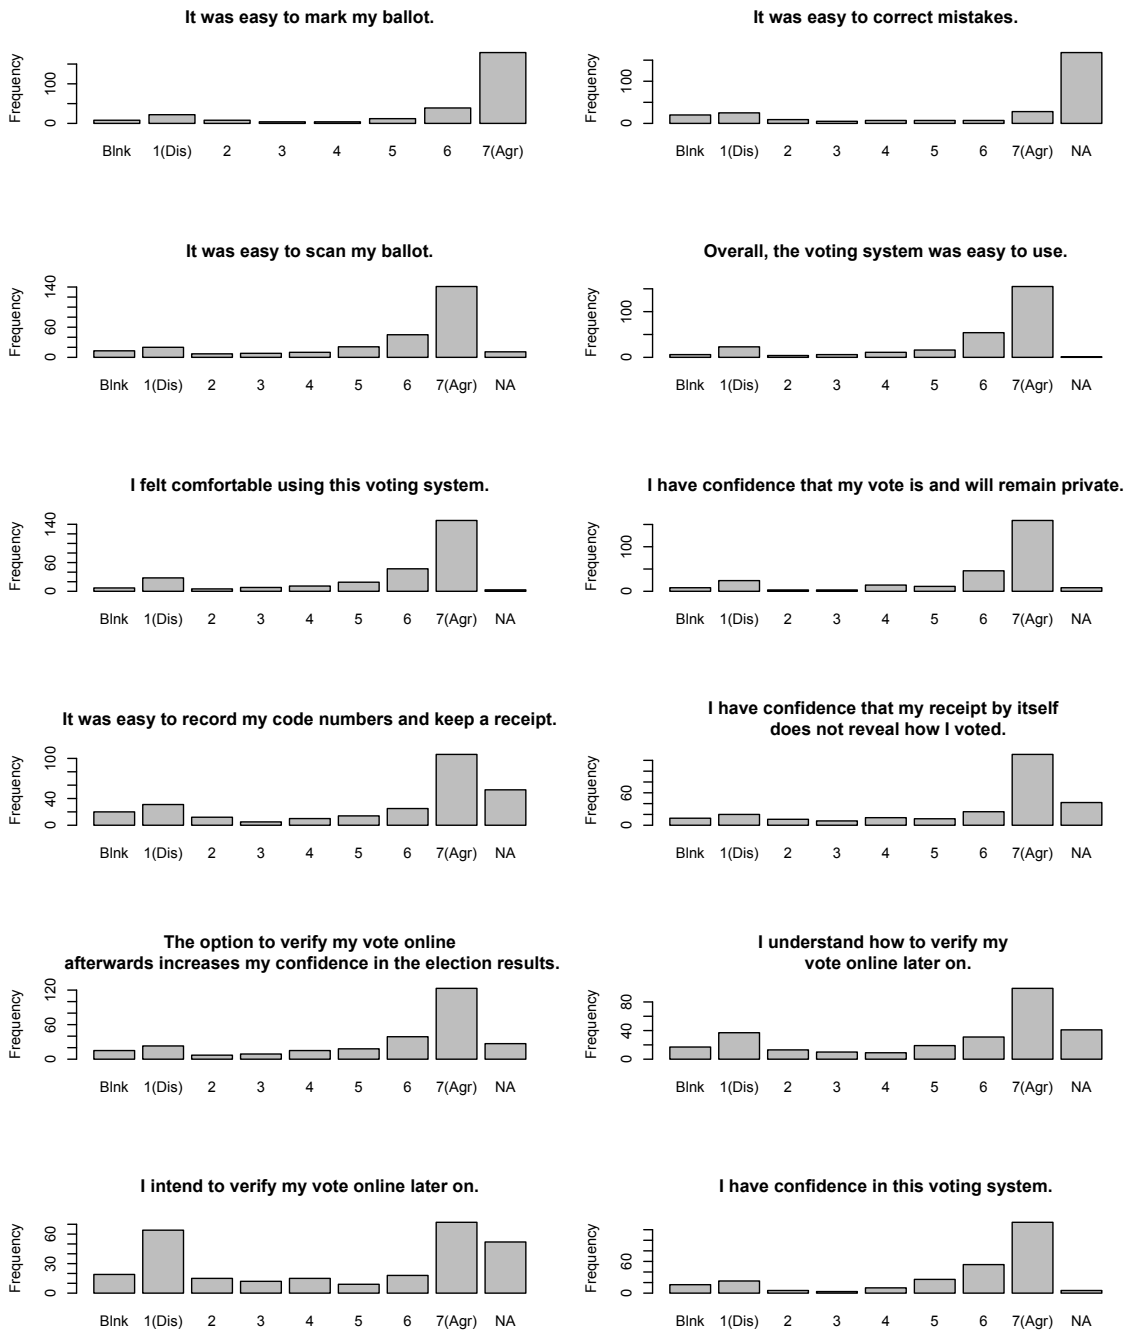 It was easy to mark my ballot.
Frequency
0 100
Blnk 1(Dis) 2 3 4 5 6 7(Agr)
It was easy to correct mistakes.
Frequency
0 100
Blnk 1(Dis) 2 3 4 5 6 7(Agr) NA
It was easy to scan my ballot.
Frequency
0 60 140
Blnk 1(Dis) 2 3 4 5 6 7(Agr) NA
Overall, the voting system was easy to use.
Frequency
0 100
Blnk 1(Dis) 2 3 4 5 6 7(Agr) NA
I felt comfortable using this voting system.
Frequency
0 60 140
Blnk 1(Dis) 2 3 4 5 6 7(Agr) NA
I have confidence that my vote is and will remain private.
Frequency
0 100
Blnk 1(Dis) 2 3 4 5 6 7(Agr) NA
It was easy to record my code numbers and keep a receipt.
Frequency
0 40 100
Blnk 1(Dis) 2 3 4 5 6 7(Agr) NA
I have confidence that my receipt by itself
does not reveal how I voted.
Frequency
0 60
Blnk 1(Dis) 2 3 4 5 6 7(Agr) NA
The option to verify my vote online
afterwards increases my confidence in the election results.
Frequency
0 60 120
Blnk 1(Dis) 2 3 4 5 6 7(Agr) NA
I understand how to verify my
vote online later on.
Frequency
0 40 80
Blnk 1(Dis) 2 3 4 5 6 7(Agr) NA
I intend to verify my vote online later on.
Frequency
0 30 60
Blnk 1(Dis) 2 3 4 5 6 7(Agr) NA
I have confidence in this voting system.
Frequency
0 60
Blnk 1(Dis) 2 3 4 5 6 7(Agr) NA